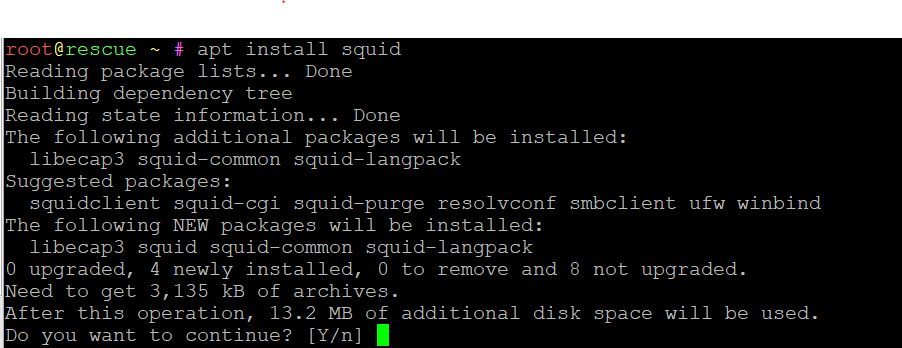 root@rescue ~ # apt install squid
Reading package lists... Done
Building dependency tree
Reading state information... Done
The following additional packages will be installed:
  libecap3 squid-common squid-langpack
Suggested packages:
  squidclient squid-cgi squid-purge resolvconf smbclient ufw winbind
The following NEW packages will be installed:
  libecap3 squid squid-common squid-langpack
0 upgraded, 4 newly installed, 0 to remove and 8 not upgraded.
Need to get 3,135 kB of archives.
After this operation, 13.2 MB of additional disk space will be used.
Do you want to continue? [Y/n]